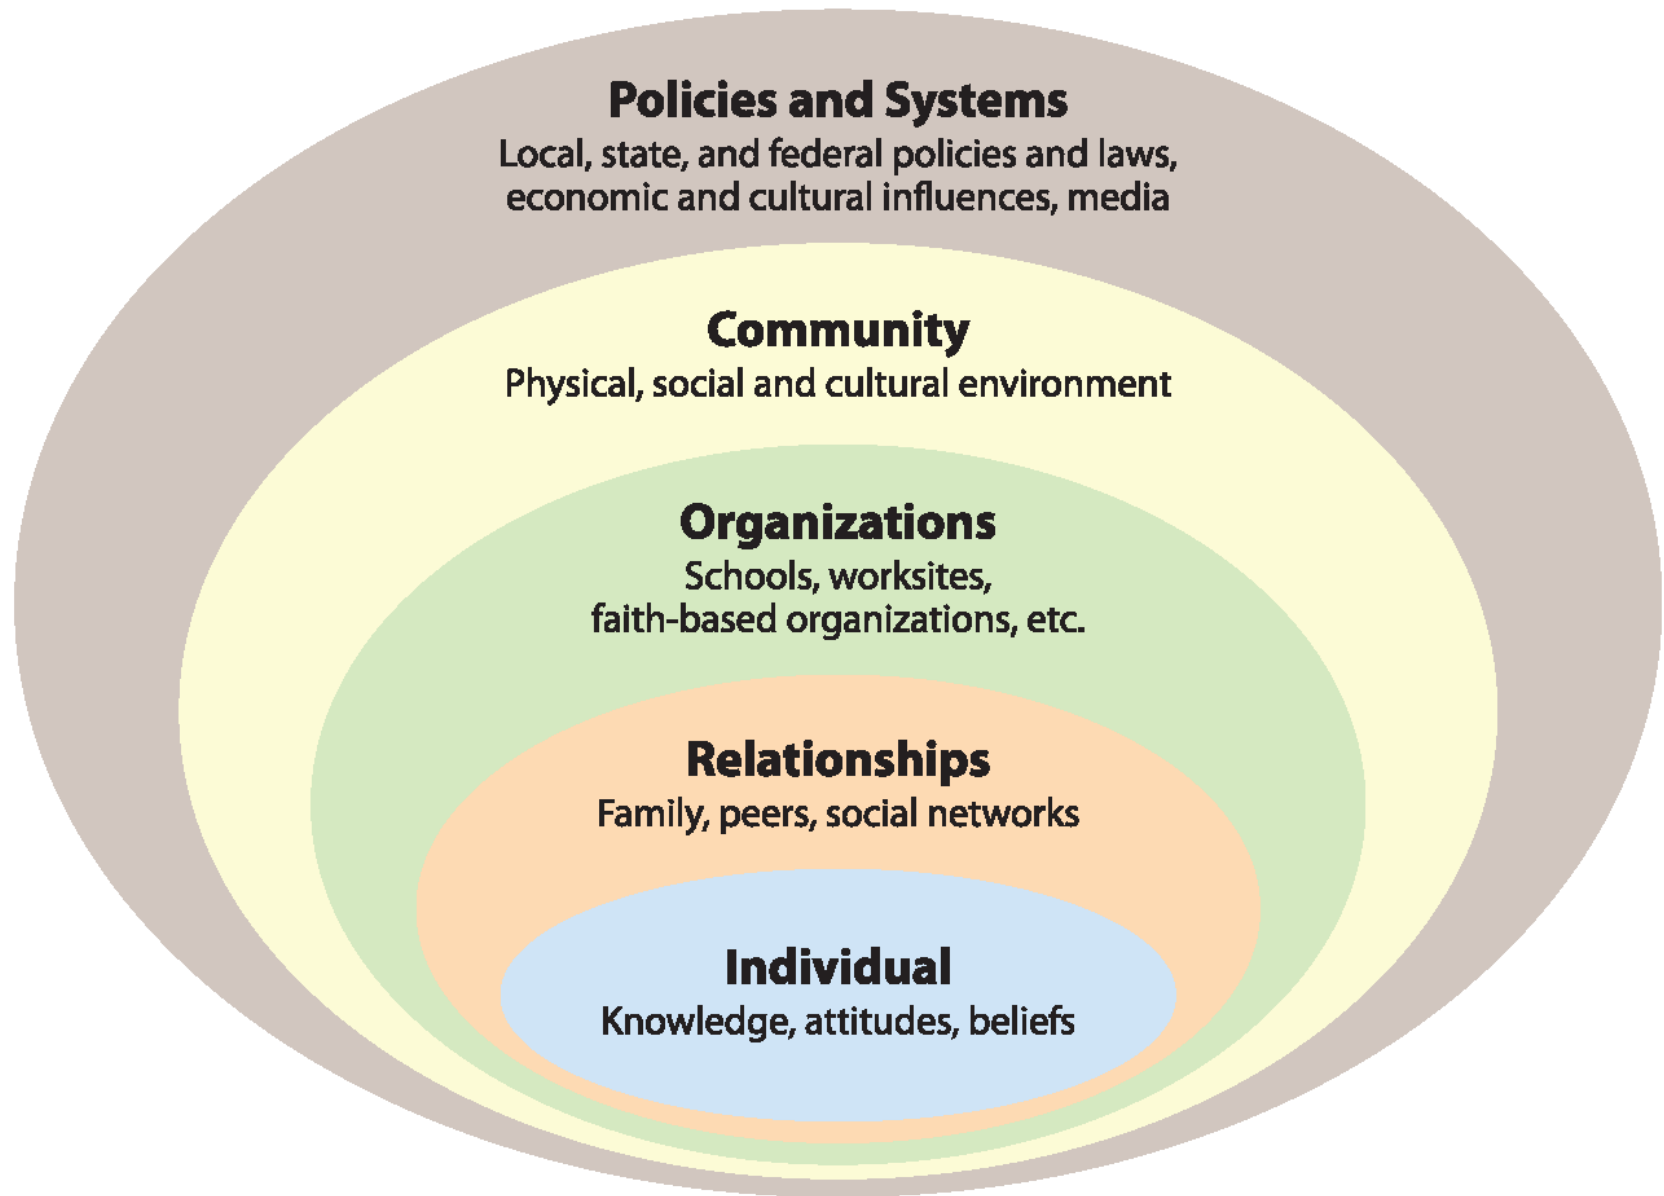 Policies and Systems
Local, state, and federal policies and laws,
economic and cultural influences, media
Community
Physical, social and cultural environment
Organizations
Schools, worksites,
faith-based organizations, etc.
Relationships
Family, peers, social networks
Individual
Knowledge, attitudes, beliefs